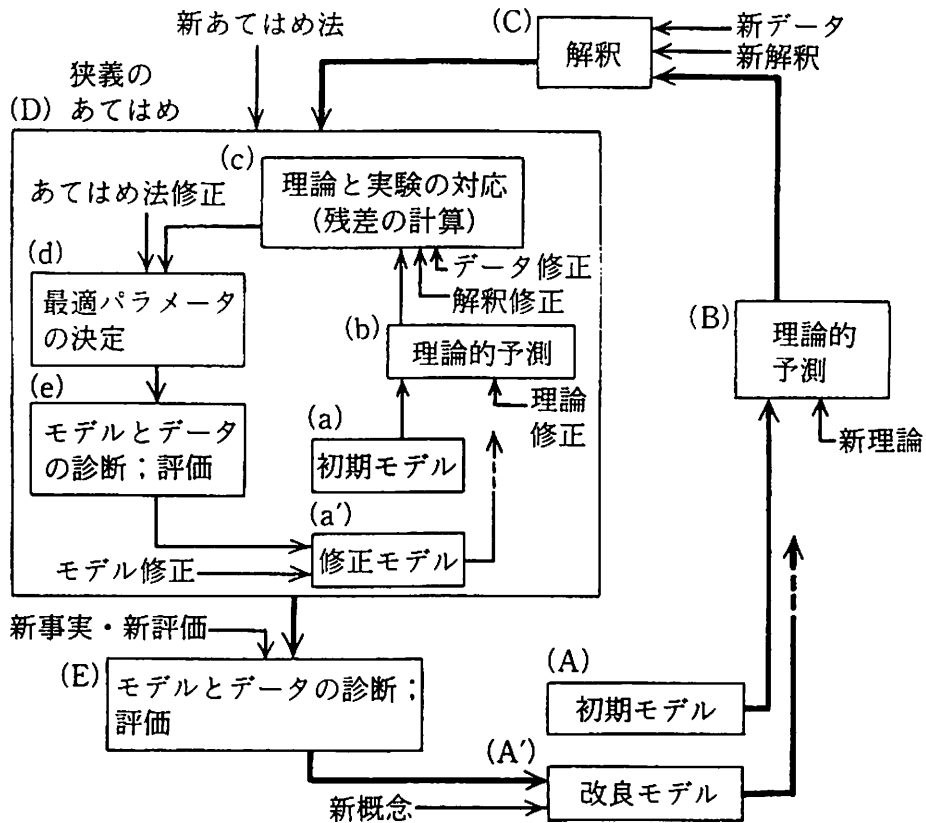 新あてはめ法
(C)
解釈
新データ
新解釈
狭義の
(D) あてはめ
(c)
理論と実験の対応
(残差の計算)
あてはめ法修正
(d)
最適パラメータ
の決定
データ修正
解釈修正
(b)
理論的予測
理論
修正
(B)
理論的
予測
新理論
(e)
モデルとデータ
の診断；評価
(a)
初期モデル
(a′)
修正モデル
モデル修正
新事実・新評価
(E)
モデルとデータの診断；
評価
(A)
初期モデル
(A′)
改良モデル
新概念